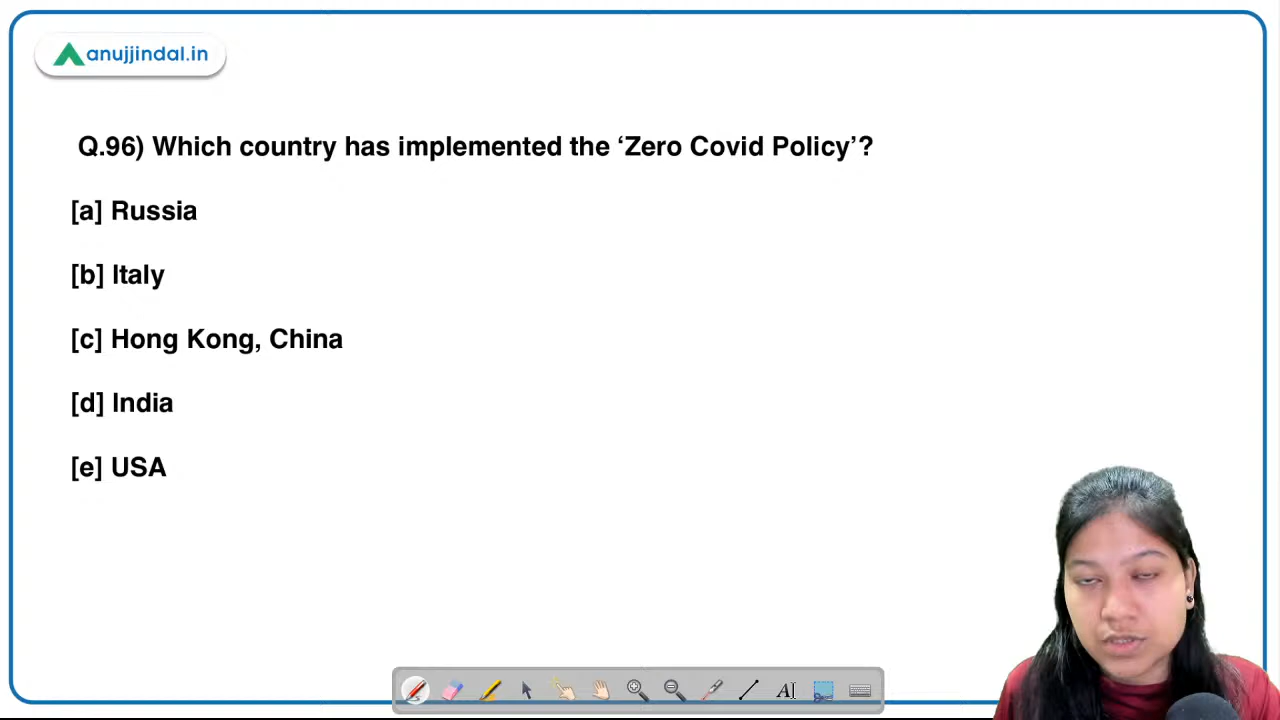 anujjindal.in
Q.96) Which country has implemented the ‘Zero Covid Policy’?
[a] Russia
[b] Italy
[c] Hong Kong, China
[d] India
[e] USA
A